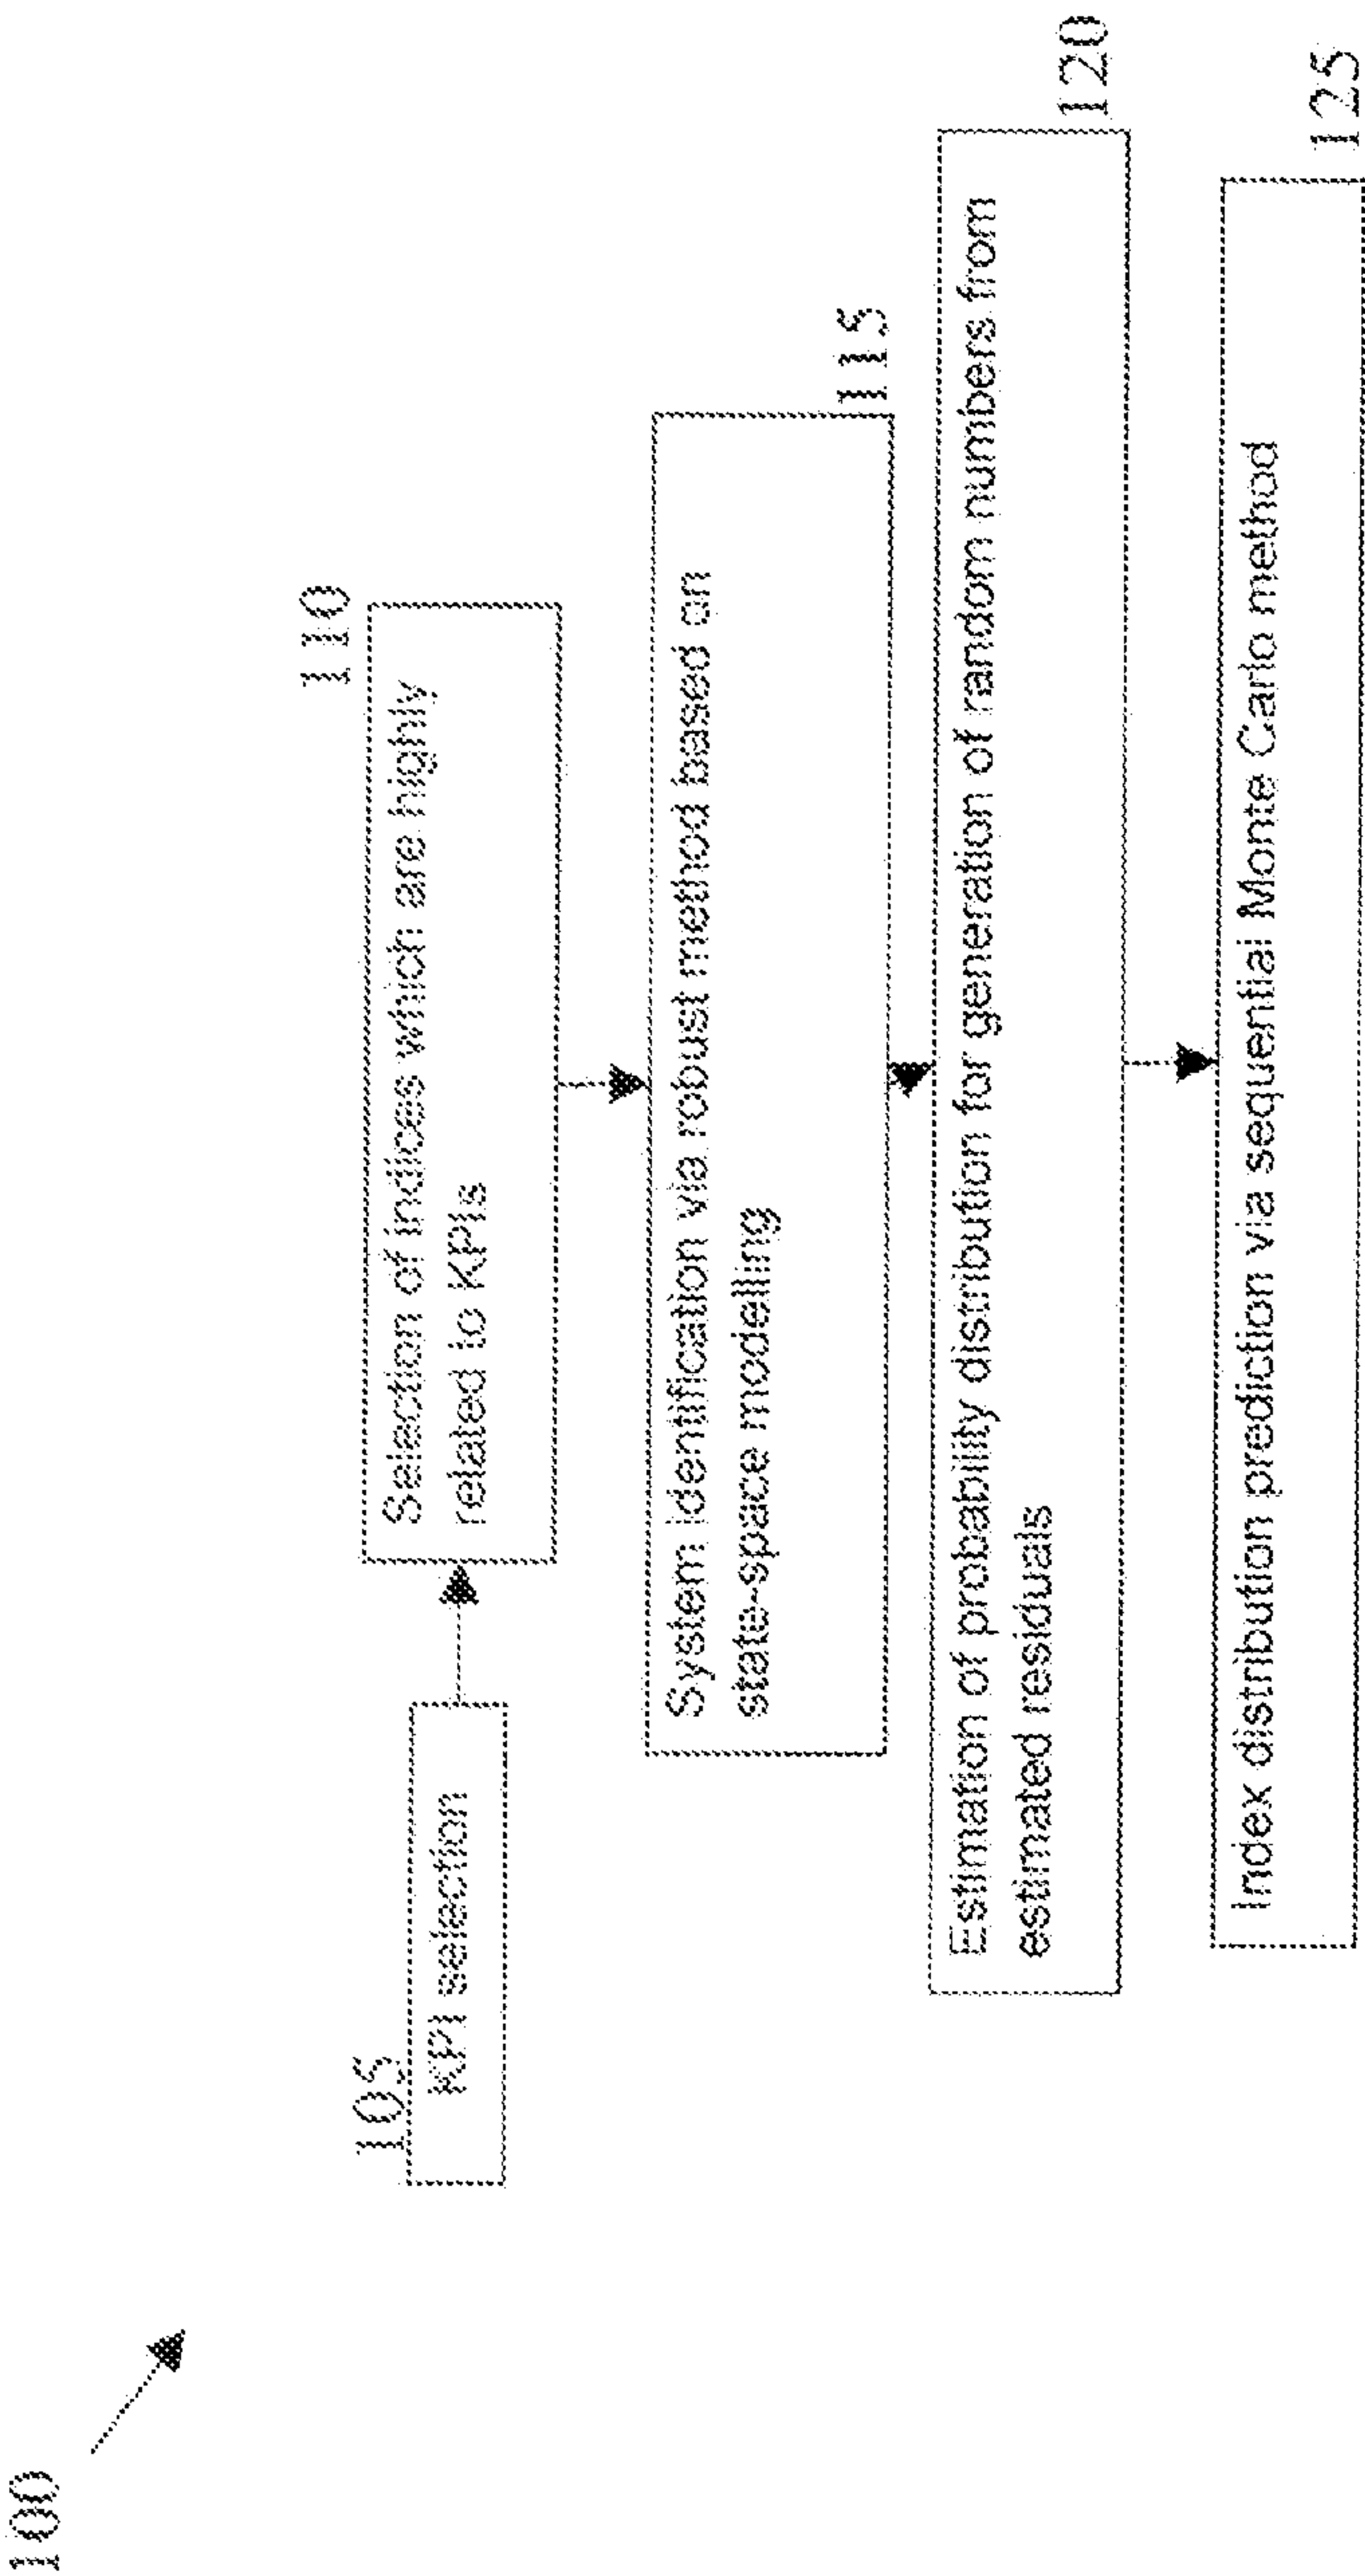 100
105
KPI selection
110
Selection of indices which are highly
related to KPIs
115
System Identification via robust method based on
state-space modelling
120
Estimation of probability distribution for generation of random numbers from
estimated residuals
125
Index distribution prediction via sequential Monte Carlo method